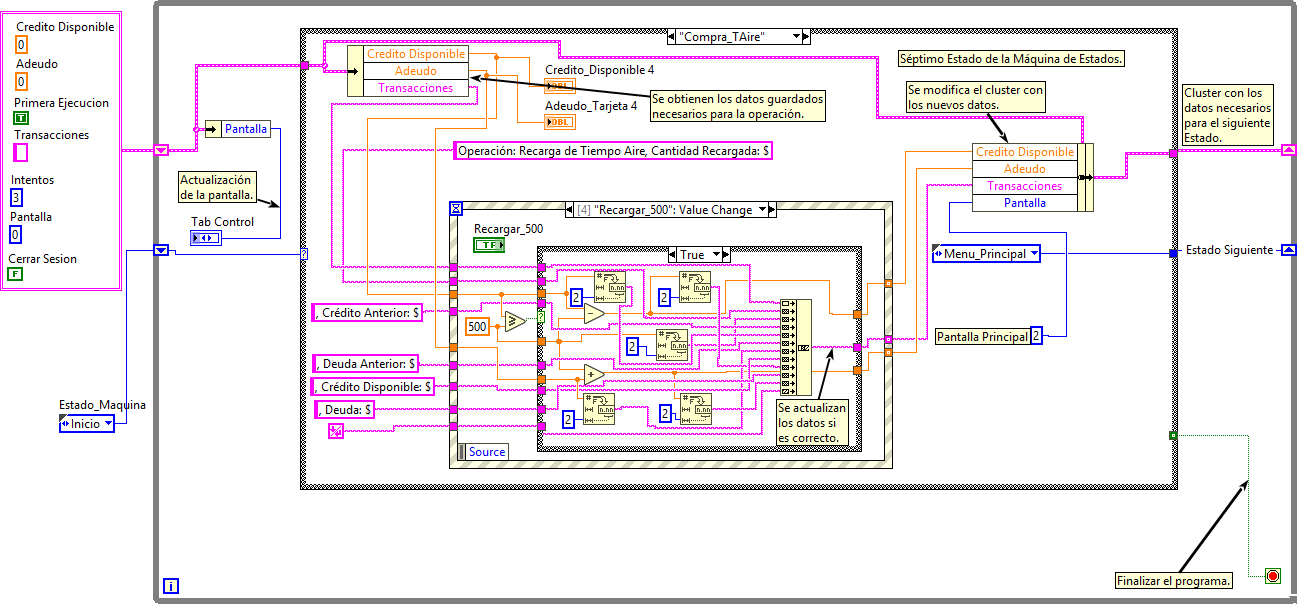 Credito Disponible
0
Adeudo
0
Primera Ejecucion
T
Transacciones
Intentos
3
Pantalla
0
Cerrar Sesion
F
Pantalla
Actualización
de la pantalla.
Tab Control
Estado_Maquina
Inicio
"Compra_TAire"
Credito Disponible
Adeudo
Transacciones
Credito_Disponible 4
DBL
Adeudo_Tarjeta 4
DBL
Se obtienen los datos guardados
necesarios para la operación.
Séptimo Estado de la Máquina de Estados.
Se modifica el cluster con
los nuevos datos.
Cluster con los
datos necesarios
para el siguiente
Estado.
Operación: Recarga de Tiempo Aire, Cantidad Recargada: $
Credito Disponible
Adeudo
Transacciones
Pantalla
[4] "Recargar_500": Value Change
Recargar_500
TF
True
?
, Crédito Anterior: $
500
≥
?
2
2
2
2
2
-
+
, Deuda Anterior: $
, Crédito Disponible: $
, Deuda: $
Source
Se actualizan
los datos si
es correcto.
Menu_Principal
Estado Siguiente
Pantalla Principal
2
Finalizar el programa.
i